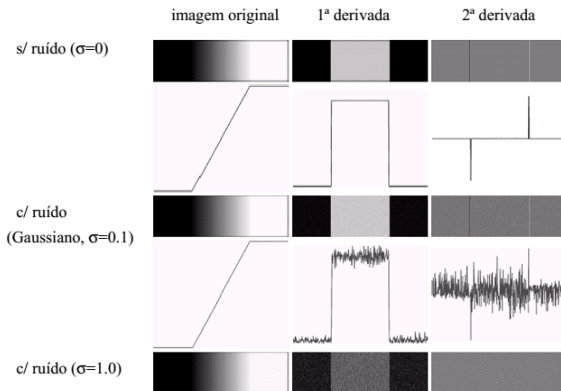 imagem original
1ª derivada
2ª derivada
s/ ruído (σ=0)
c/ ruído
(Gaussiano, σ=0.1)
c/ ruído (σ=1.0)